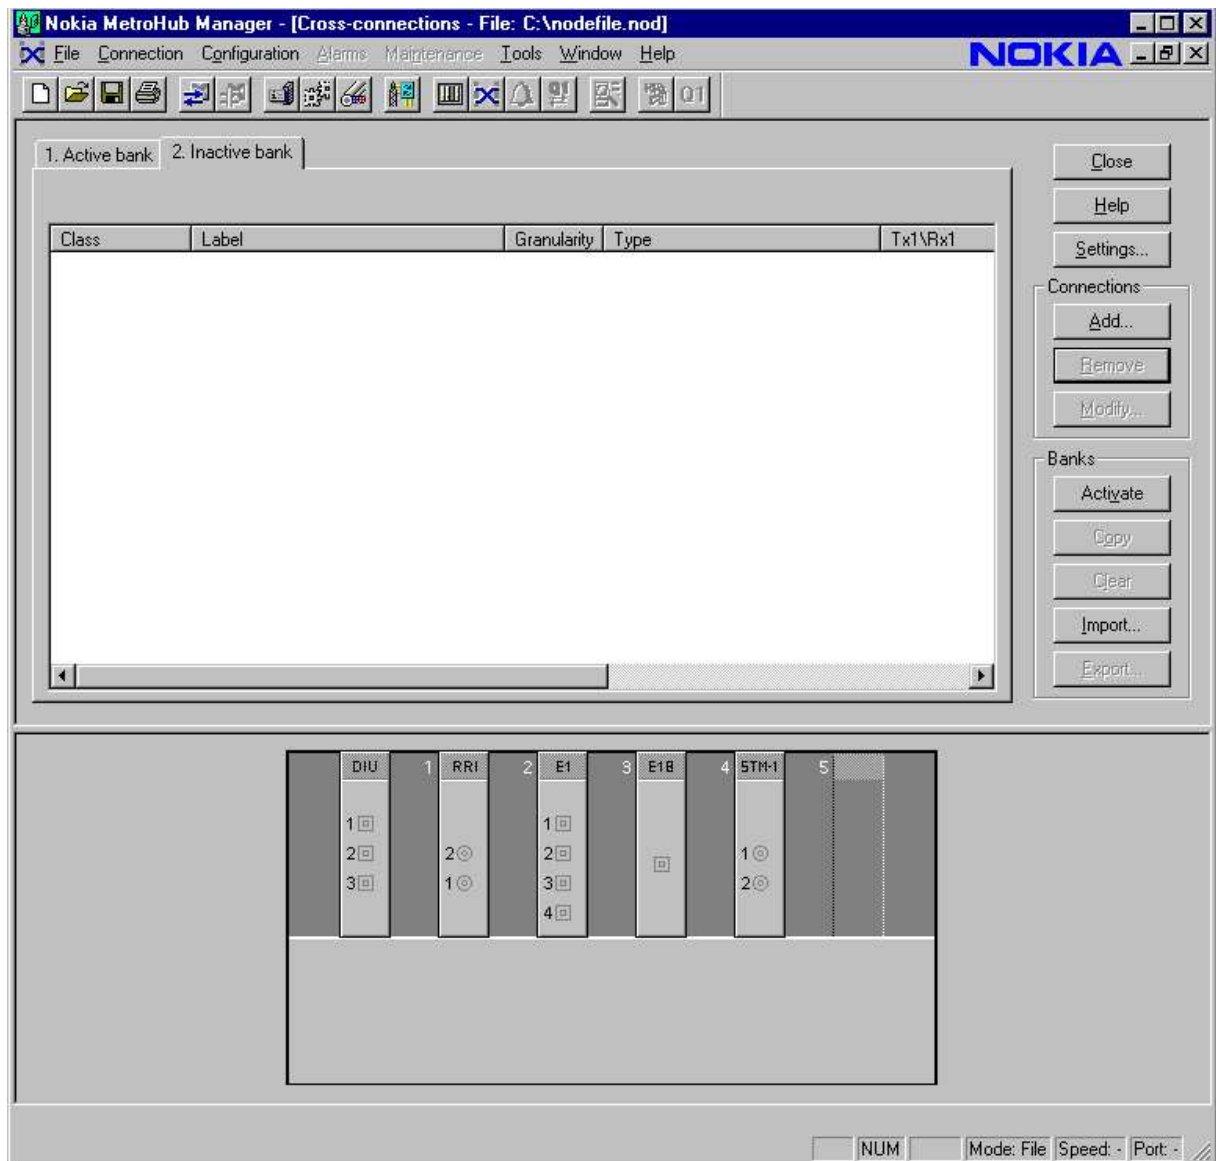 Nokia MetroHub Manager - [Cross-connections - File: C:\nodefile.nod]
File Connection Configuration Alarms Maintenance Tools Window Help NOKIA
Q1
1. Active bank 2. Inactive bank
Class Label Granularity Type Tx1\Rx1
Close
Help
Settings...
Connections
Add...
Remove
Modify...
Banks
Activate
Copy
Clear
Import...
Export...
DIU 1 RRI 2 E1 3 E1B 4 STM-1 5
1 1
2 2 2 1
3 1 3 2
4
NUM Mode: File Speed: - Port: -